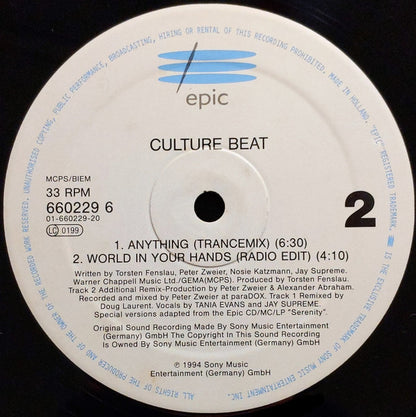 UNAUTHORISED COPYING, PUBLIC PERFORMANCE, BROADCASTING, HIRING OR RENTAL OF THIS RECORDING PROHIBITED. MADE IN HOLLAND. "EPIC" REGISTERED TRADEMARK.
epic
CULTURE BEAT
MCPS/BIEM
33 RPM
660229 6
01-660229-20
LC 0199
2
1. ANYTHING (TRANCEMIX) (6:30)
2. WORLD IN YOUR HANDS (RADIO EDIT) (4:10)
Written by Torsten Fenslau, Peter Zweier, Nosie Katzmann, Jay Supreme.
Warner Chappell Music Ltd./GEMA(MCPS). Produced by Torsten Fenslau.
Track 2 Additional Remix-Production by Peter Zweier & Alexander Abraham.
Recorded and mixed by Peter Zweier at paraDOX. Track 1 Remixed by
Doug Laurent. Vocals by TANIA EVANS and JAY SUPREME.
Special versions adapted from the Epic CD/MC/LP "Serenity".
Original Sound Recording Made By Sony Music Entertainment
(Germany) GmbH The Copyright In This Sound Recording
Is Owned By Sony Music Entertainment (Germany) GmbH
℗ 1994 Sony Music
Entertainment
(Germany) GmbH
ALL RIGHTS OF THE PRODUCER AND OF THE OWNER OF THE RECORDED WORK RESERVED.
IS THE EXCLUSIVE TRADEMARK OF SONY MUSIC ENTERTAINMENT INC.